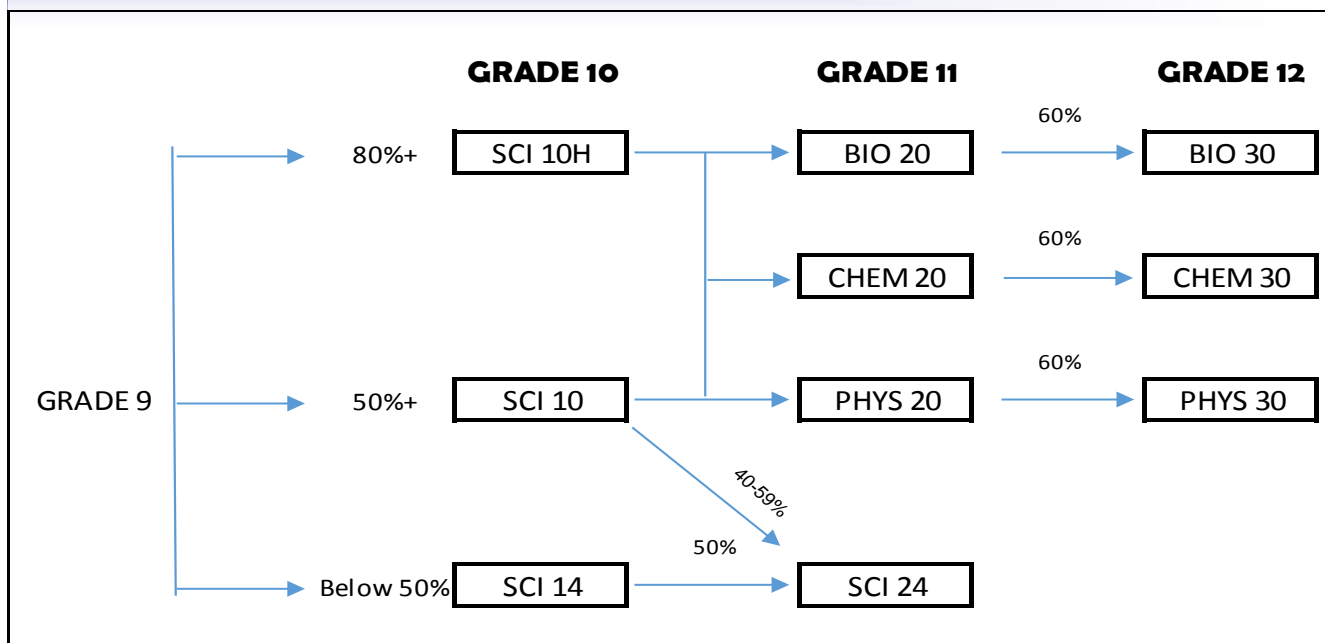 GRADE 10 GRADE 11 GRADE 12
60%
80%+ SCI 10H BIO 20 BIO 30
60%
CHEM 20 CHEM 30
60%
GRADE 9 50%+ SCI 10 PHYS 20 PHYS 30
40-59%
50%
Below 50% SCI 14 SCI 24